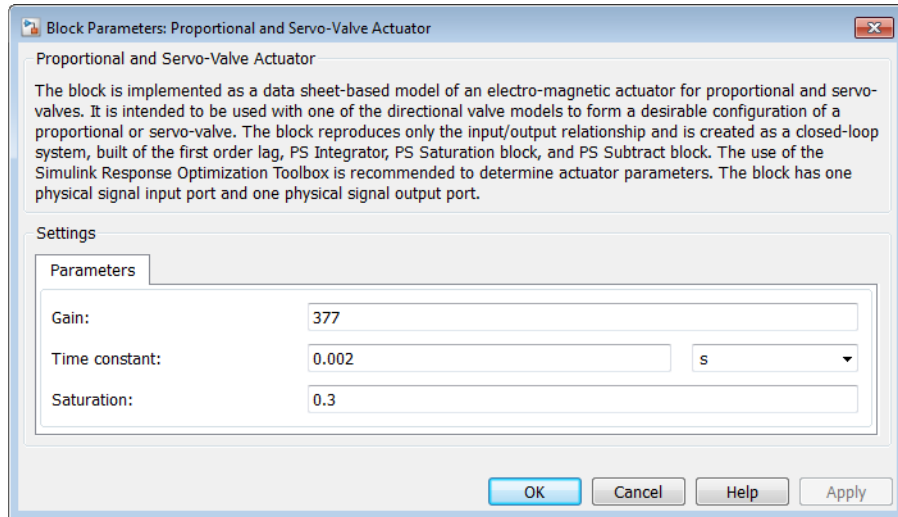 Block Parameters: Proportional and Servo-Valve Actuator
Proportional and Servo-Valve Actuator
The block is implemented as a data sheet-based model of an electro-magnetic actuator for proportional and servo-
valves. It is intended to be used with one of the directional valve models to form a desirable configuration of a
proportional or servo-valve. The block reproduces only the input/output relationship and is created as a closed-loop
system, built of the first order lag, PS Integrator, PS Saturation block, and PS Subtract block. The use of the
Simulink Response Optimization Toolbox is recommended to determine actuator parameters. The block has one
physical signal input port and one physical signal output port.
Settings
Parameters
Gain: 377
Time constant: 0.002 s
Saturation: 0.3
OK Cancel Help Apply